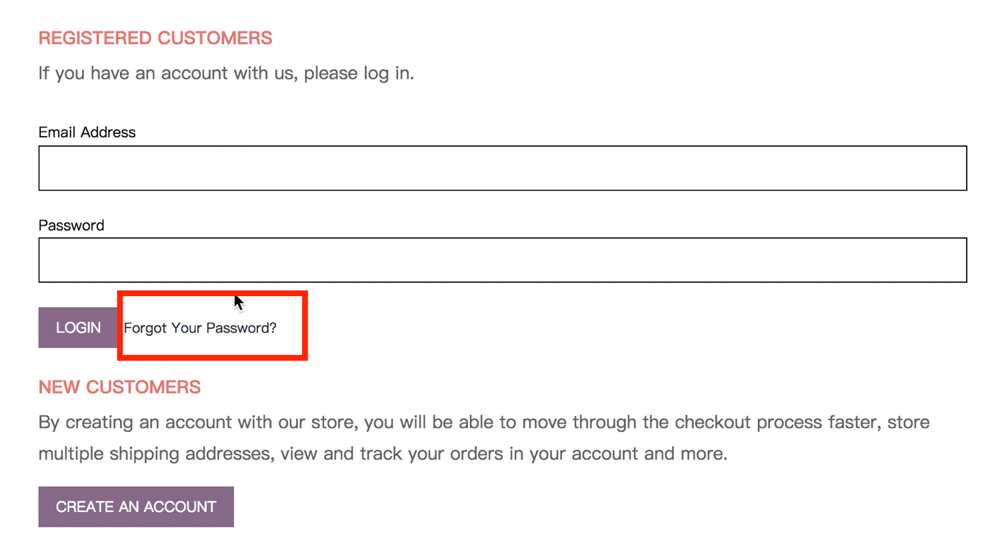 REGISTERED CUSTOMERS
If you have an account with us, please log in.
Email Address
Password
LOGIN Forgot Your Password?
NEW CUSTOMERS
By creating an account with our store, you will be able to move through the checkout process faster, store
multiple shipping addresses, view and track your orders in your account and more.
CREATE AN ACCOUNT